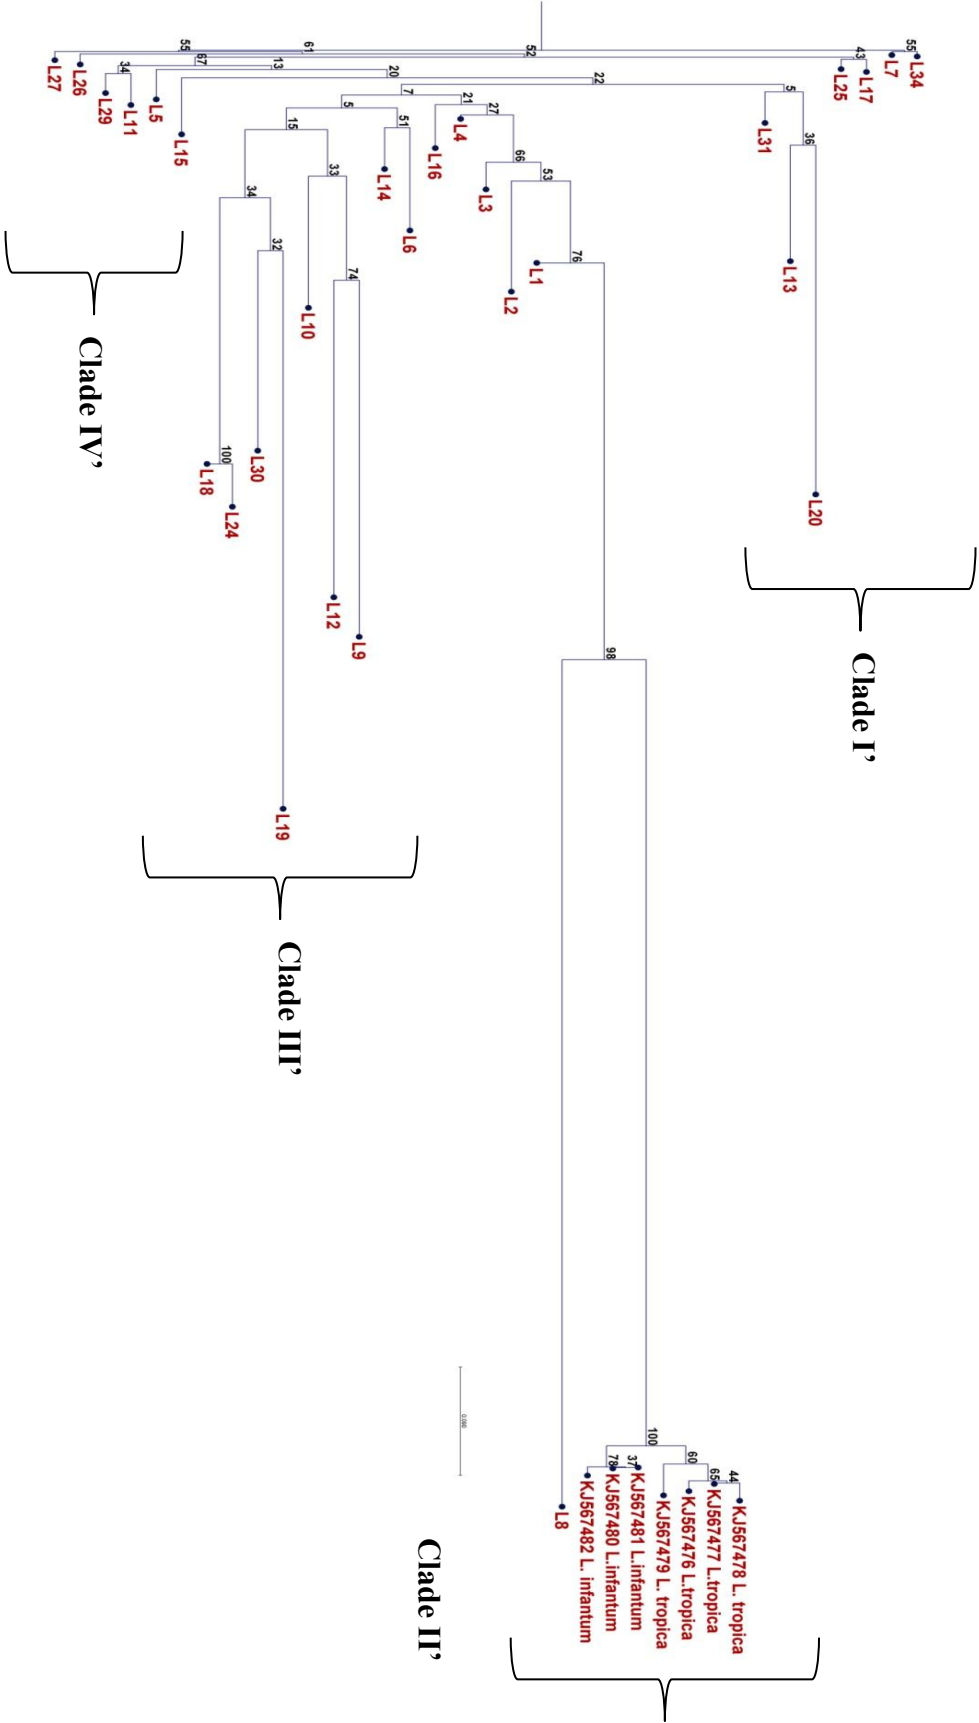 55
L34
L7
43
L17
L25
52
61
55
L27
L26
67
13
34
L11
L29
L5
20
L15
22
5
L31
36
L20
L13
7
21
27
L4
L16
66
L3
53
L2
76
L1
98
100
60
65
44
KJ567478 L. tropica
KJ567477 L.tropica
KJ567476 L.tropica
KJ567479 L. tropica
37
78
KJ567481 L.infantum
KJ567480 L.infantum
KJ567482 L. infantum
L8
5
51
L6
L14
15
33
74
L9
L12
L10
34
32
L19
L30
100
L24
L18
Clade I’
Clade II’
Clade III’
Clade IV’